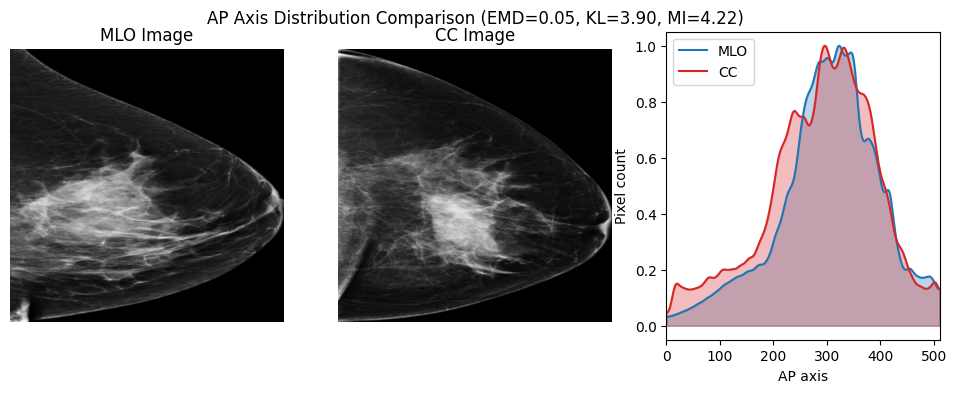 AP Axis Distribution Comparison (EMD=0.05, KL=3.90, MI=4.22)
MLO Image
CC Image
MLO
CC
Pixel count
1.0
0.8
0.6
0.4
0.2
0.0
0 100 200 300 400 500
AP axis